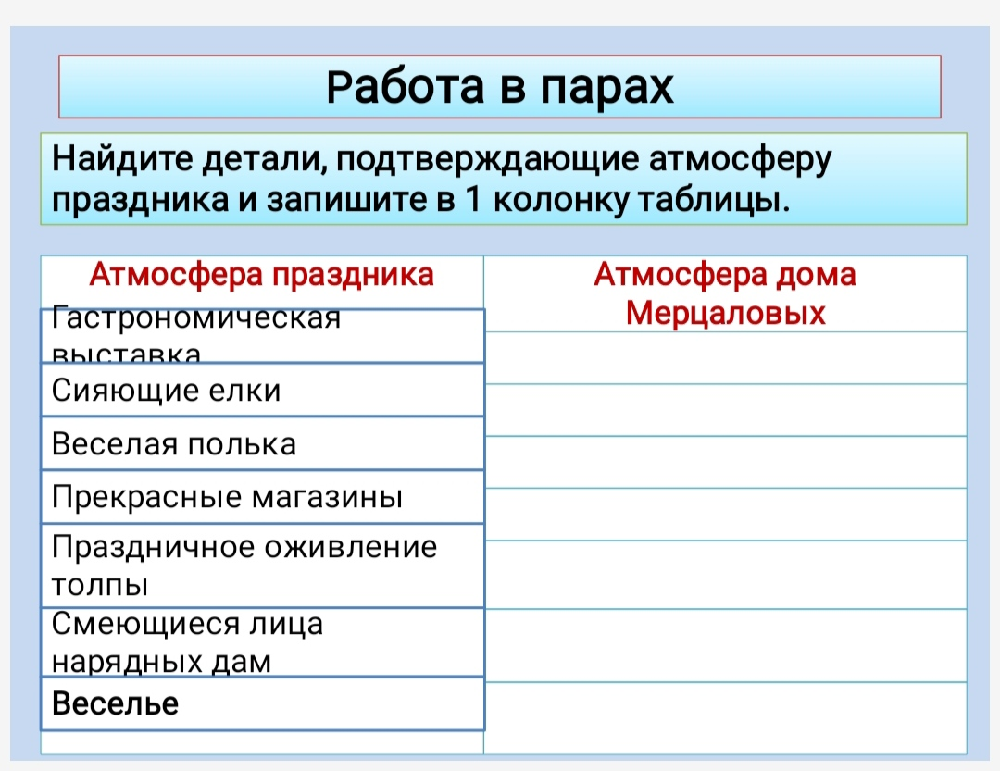 Работа в парах
Найдите детали, подтверждающие атмосферу
праздника и запишите в 1 колонку таблицы.
Атмосфера праздника
Атмосфера дома
Мерцаловых
Гастрономическая
выставка
Сияющие елки
Веселая полька
Прекрасные магазины
Праздничное оживление
толпы
Смеющиеся лица
нарядных дам
Веселье